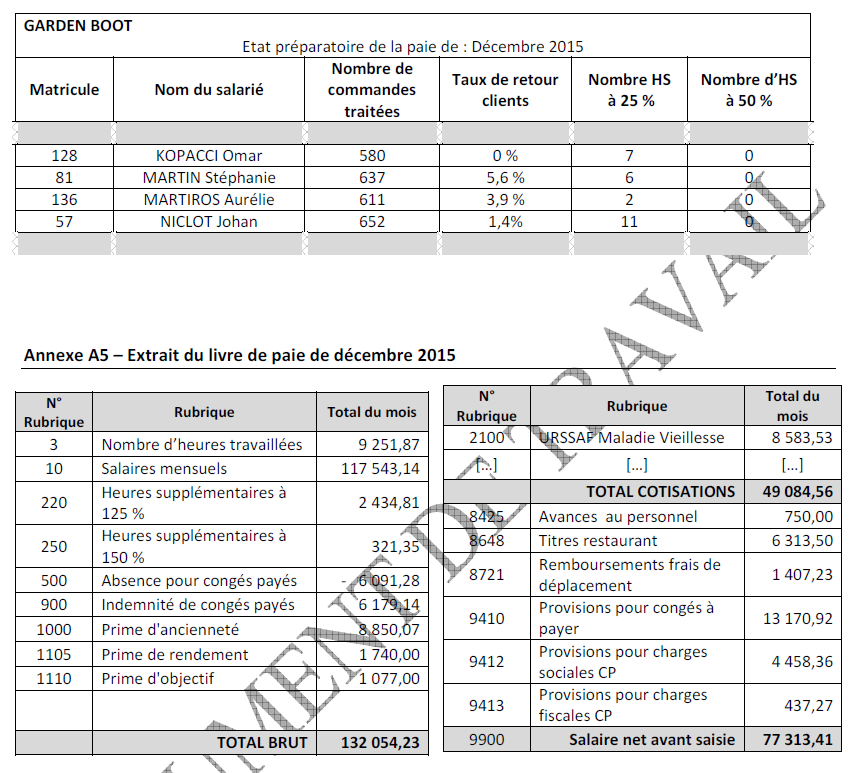 GARDEN BOOT
Etat préparatoire de la paie de : Décembre 2015
Matricule Nom du salarié Nombre de commandes traitées Taux de retour clients Nombre HS à 25 % Nombre d’HS à 50 %
128 KOPACCI Omar 580 0 % 7 0
81 MARTIN Stéphanie 637 5,6 % 6 0
136 MARTIROS Aurélie 611 3,9 % 2 0
57 NICLOT Johan 652 1,4% 11 0
Annexe A5 – Extrait du livre de paie de décembre 2015
N° Rubrique Rubrique Total du mois
3 Nombre d’heures travaillées 9 251,87
10 Salaires mensuels 117 543,14
220 Heures supplémentaires à 125 % 2 434,81
250 Heures supplémentaires à 150 % 321,35
500 Absence pour congés payés - 6 091,28
900 Indemnité de congés payés 6 179,14
1000 Prime d'ancienneté 8 850,07
1105 Prime de rendement 1 740,00
1110 Prime d'objectif 1 077,00
TOTAL BRUT 132 054,23
N° Rubrique Rubrique Total du mois
2100 URSSAF Maladie Vieillesse 8 583,53
[…] […] […]
TOTAL COTISATIONS 49 084,56
8425 Avances au personnel 750,00
8648 Titres restaurant 6 313,50
8721 Remboursements frais de déplacement 1 407,23
9410 Provisions pour congés à payer 13 170,92
9412 Provisions pour charges sociales CP 4 458,36
9413 Provisions pour charges fiscales CP 437,27
9900 Salaire net avant saisie 77 313,41
UMENT DE TRAVAIL